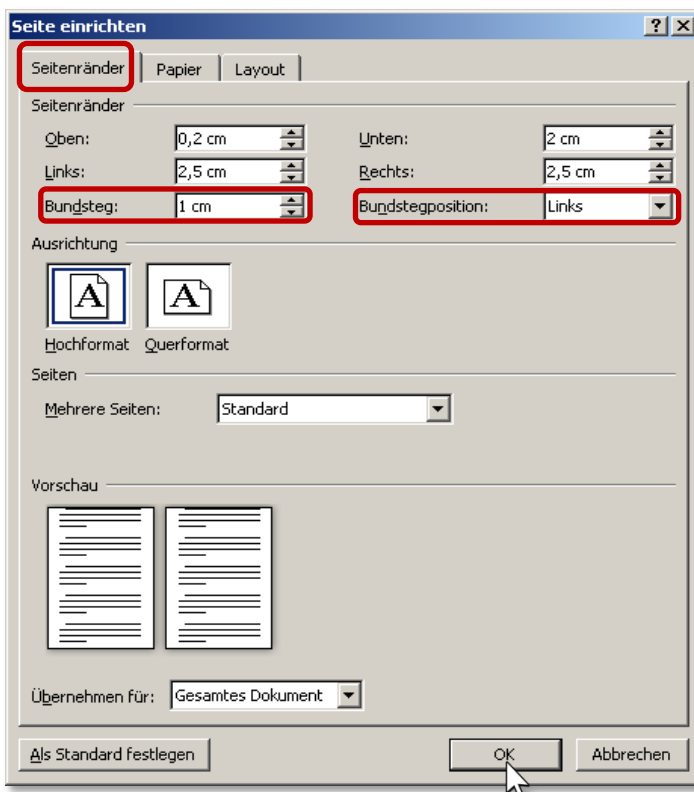 Seite einrichten
Seitenränder Papier Layout
Seitenränder
Oben: 0,2 cm Unten: 2 cm
Links: 2,5 cm Rechts: 2,5 cm
Bundsteg: 1 cm Bundstegposition: Links
Ausrichtung
A A
Hochformat Querformat
Seiten
Mehrere Seiten: Standard
Vorschau
Übernehmen für: Gesamtes Dokument
Als Standard festlegen OK Abbrechen